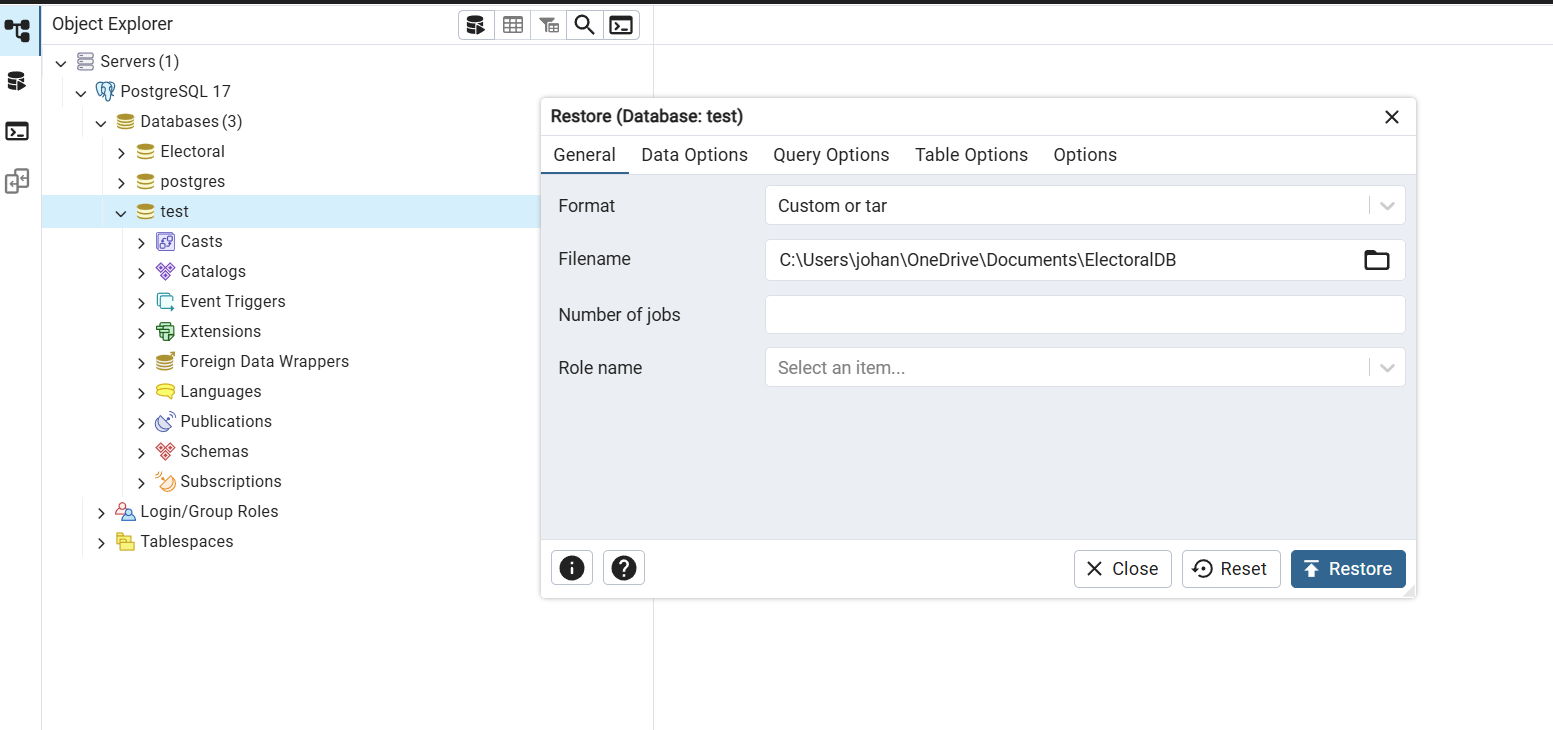 Object Explorer
Servers (1)
PostgreSQL 17
Databases (3)
Electoral
postgres
test
Casts
Catalogs
Event Triggers
Extensions
Foreign Data Wrappers
Languages
Publications
Schemas
Subscriptions
Login/Group Roles
Tablespaces
Restore (Database: test)
General Data Options Query Options Table Options Options
Format Custom or tar
Filename C:\Users\johan\OneDrive\Documents\ElectoralDB
Number of jobs
Role name Select an item...
Close Reset Restore